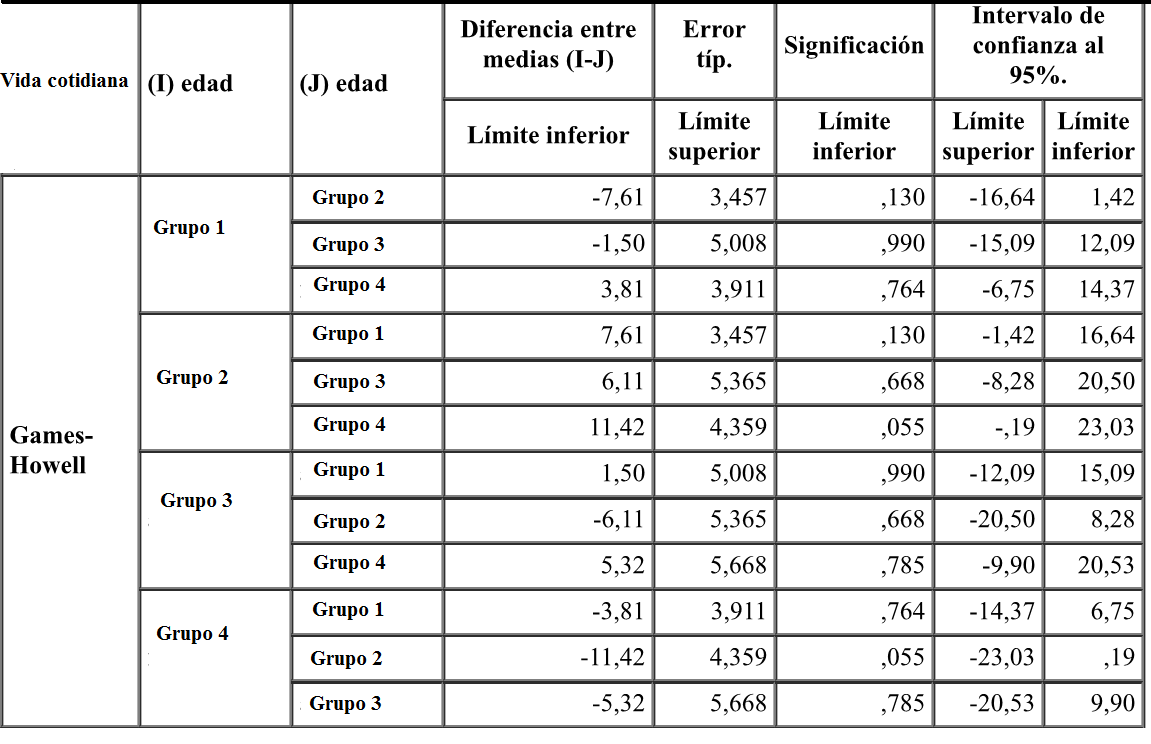 Vida cotidiana (I) edad (J) edad Diferencia entre medias (I-J) Error típ. Significación Intervalo de confianza al 95%.
Límite inferior Límite superior Límite inferior Límite superior Límite inferior
Games-Howell Grupo 1 Grupo 2 -7,61 3,457 ,130 -16,64 1,42
Grupo 3 -1,50 5,008 ,990 -15,09 12,09
Grupo 4 3,81 3,911 ,764 -6,75 14,37
Grupo 2 Grupo 1 7,61 3,457 ,130 -1,42 16,64
Grupo 3 6,11 5,365 ,668 -8,28 20,50
Grupo 4 11,42 4,359 ,055 -,19 23,03
Grupo 3 Grupo 1 1,50 5,008 ,990 -12,09 15,09
Grupo 2 -6,11 5,365 ,668 -20,50 8,28
Grupo 4 5,32 5,668 ,785 -9,90 20,53
Grupo 4 Grupo 1 -3,81 3,911 ,764 -14,37 6,75
Grupo 2 -11,42 4,359 ,055 -23,03 ,19
Grupo 3 -5,32 5,668 ,785 -20,53 9,90